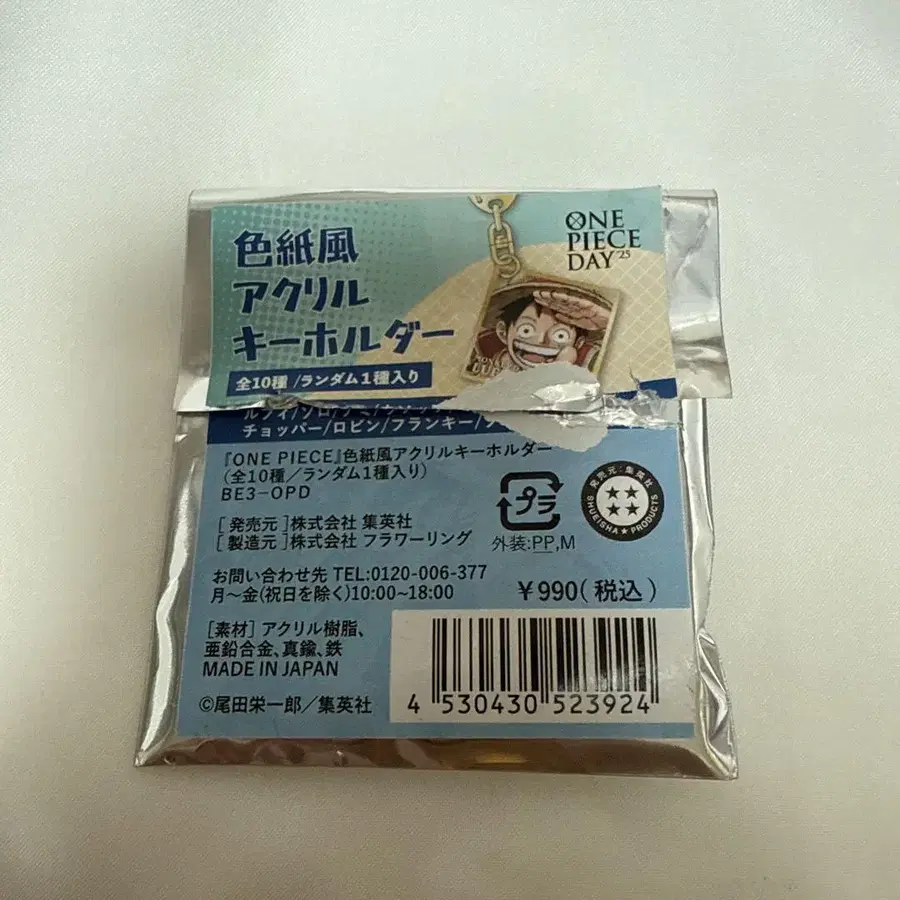 色紙風
アクリル
キーホルダー
全10種 /ランダム1種入り
ONE
PIECE
DAY '25
チョッパー/ロビン/フランキー/
『ONE PIECE』色紙風アクリルキーホルダー
(全10種/ランダム1種入り)
BE3-OPD
[ 発売元 ]株式会社 集英社
[ 製造元 ]株式会社 フラワーリング
プラ
外装:PP,M
発売元:集英社
SHUEISHA★PRODUCTS
お問い合わせ先 TEL:0120-006-377
月～金(祝日を除く)10:00~18:00
¥990(税込)
[素材] アクリル樹脂、
亜鉛合金、真鍮、鉄
MADE IN JAPAN
©尾田栄一郎/集英社
4 530430 523924